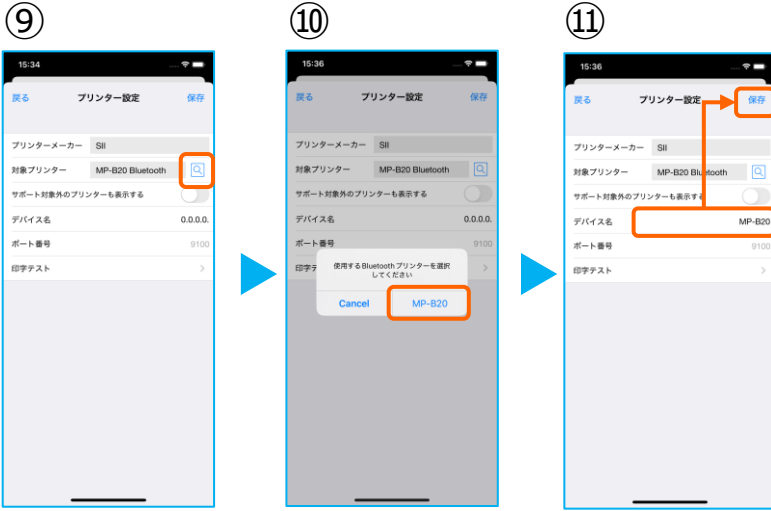 ⑨
15:34
戻る プリンター設定 保存
プリンターメーカー SII
対象プリンター MP-B20 Bluetooth
サポート対象外のプリンターも表示する
デバイス名 0.0.0.0.
ポート番号 9100
印字テスト
⑩
15:36
戻る プリンター設定 保存
プリンターメーカー SII
対象プリンター MP-B20 Bluetooth
サポート対象外のプリンターも表示する
デバイス名 0.0.0.0.
ポート番号 9100
印字テ
使用するBluetoothプリンターを選択
してください
Cancel MP-B20
⑪
15:36
戻る プリンター設定 保存
プリンターメーカー SII
対象プリンター MP-B20 Bluetooth
サポート対象外のプリンターも表示する
デバイス名 MP-B20
ポート番号 9100
印字テスト